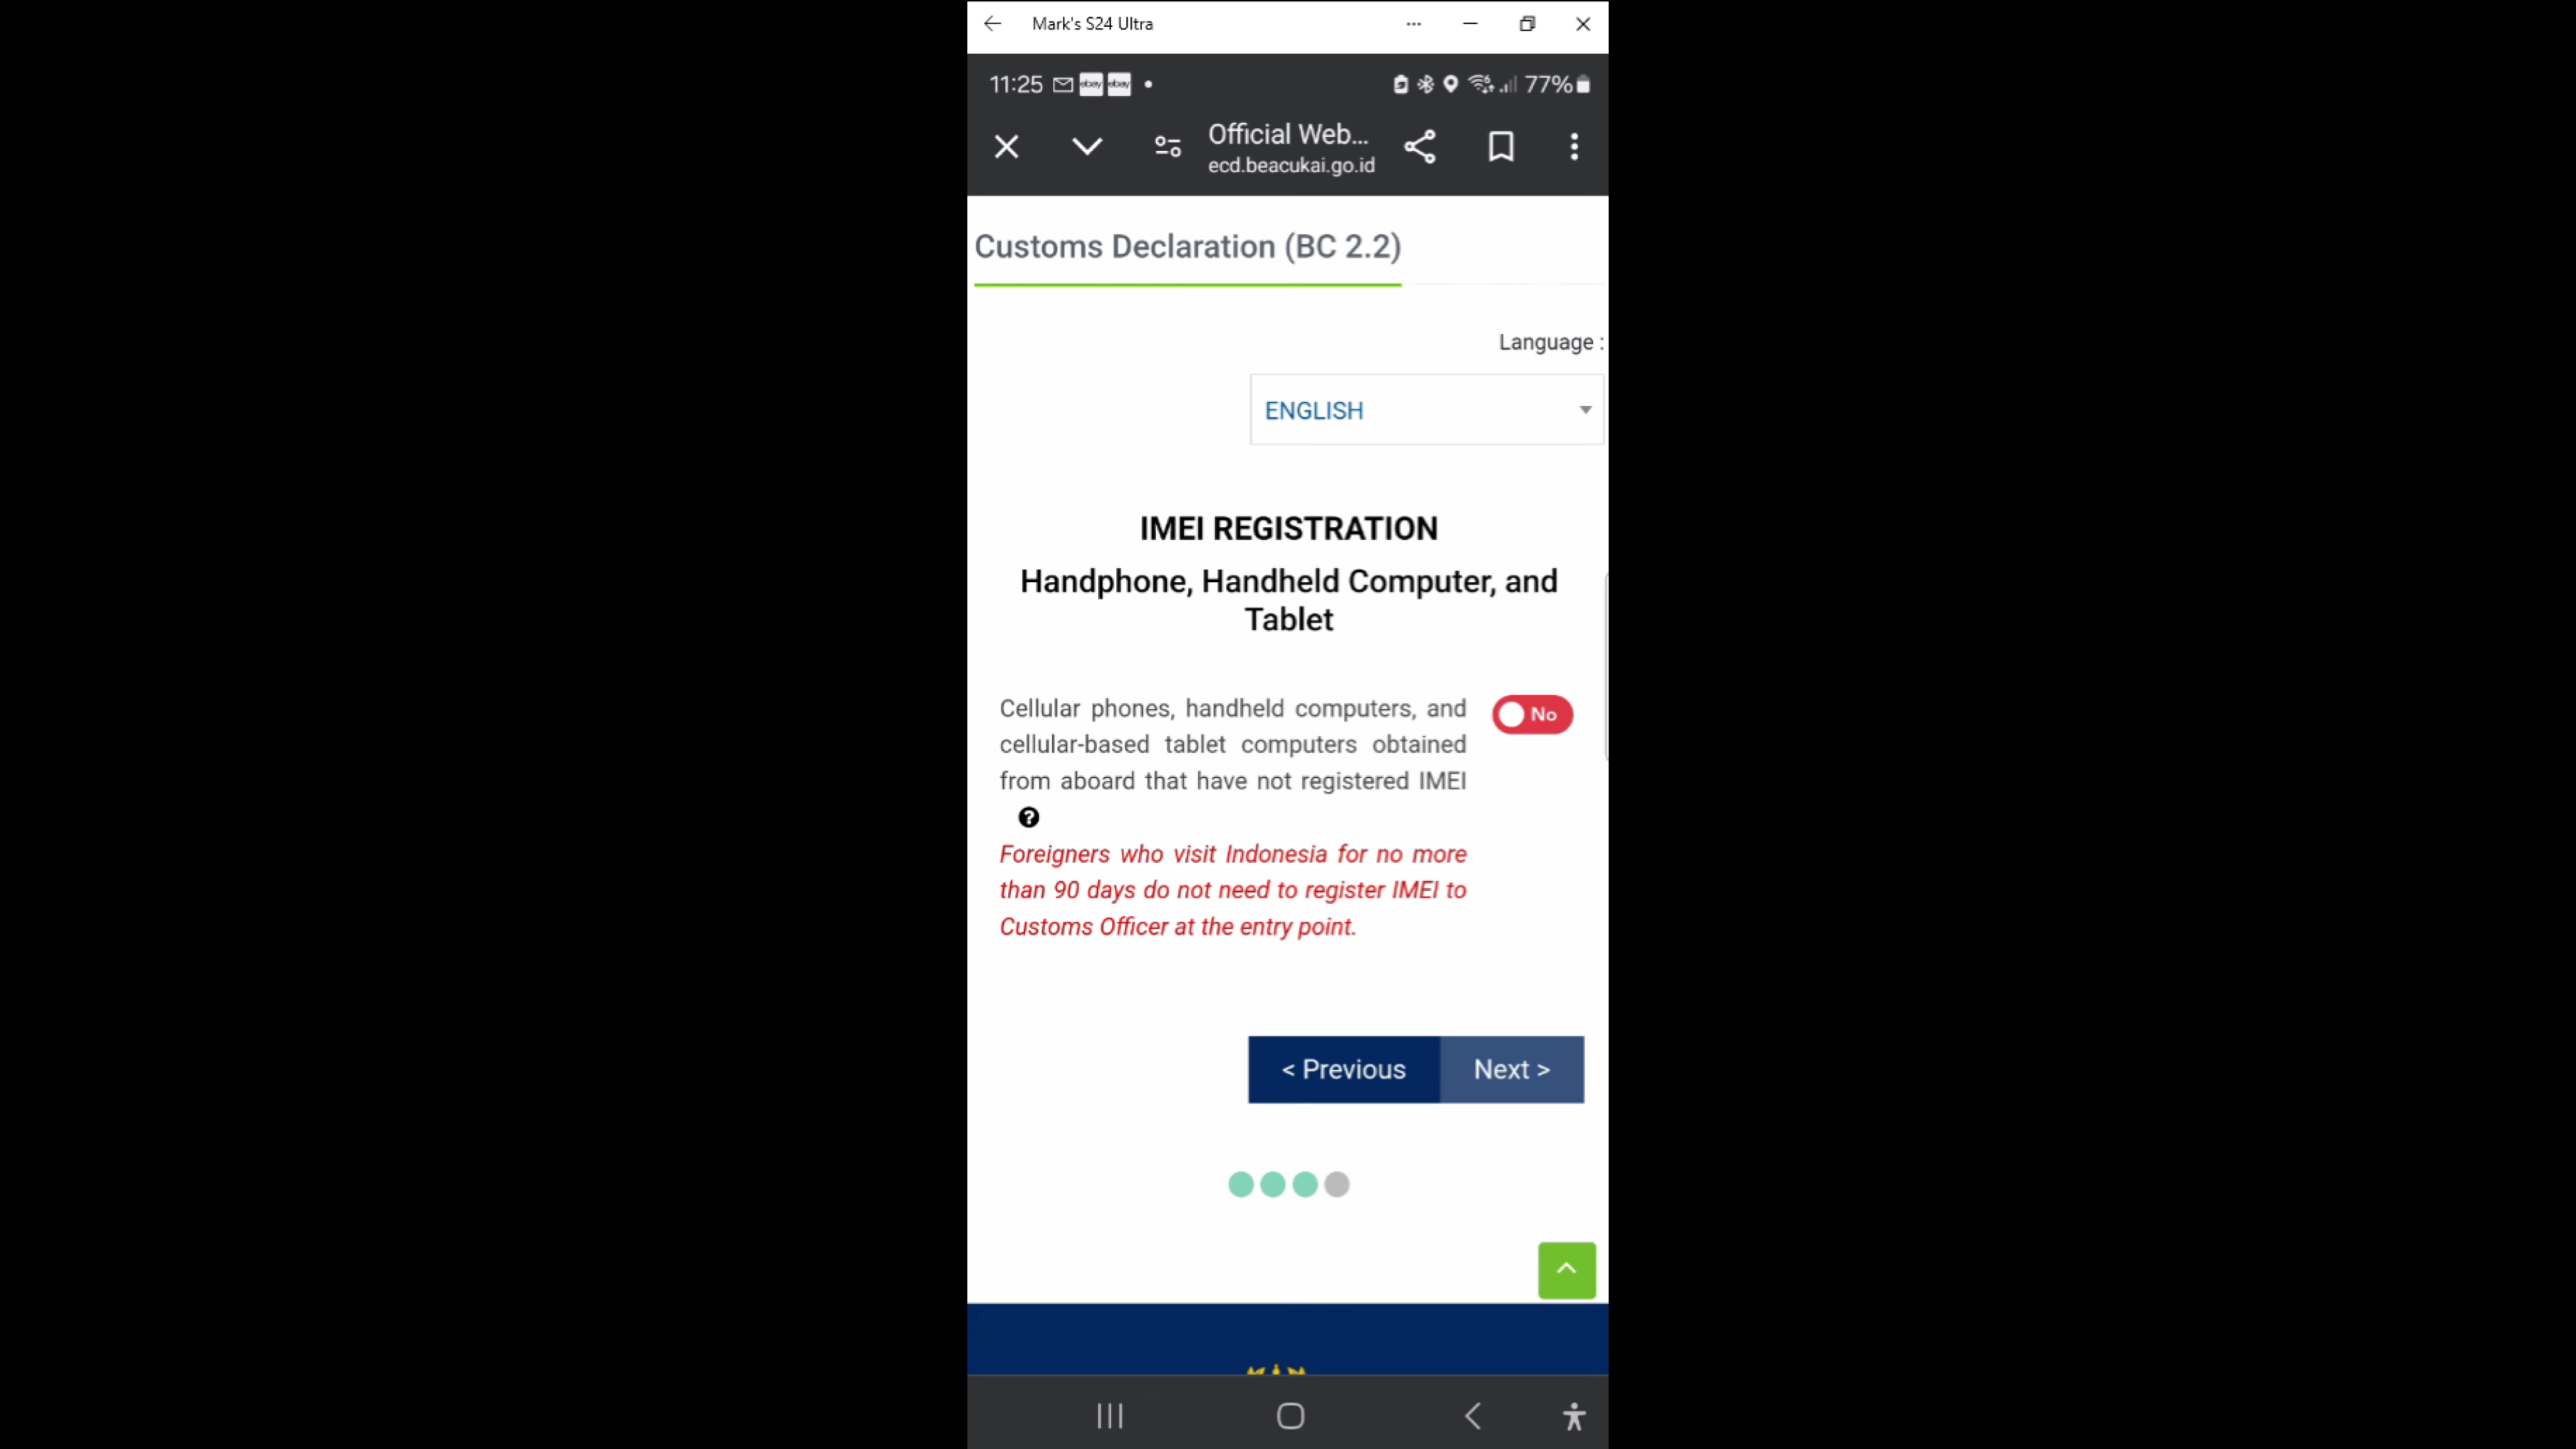 Mark's S24 Ultra
11:25 ebay ebay 77%
Official Web...
ecd.beacukai.go.id
Customs Declaration (BC 2.2)
Language :
ENGLISH
IMEI REGISTRATION
Handphone, Handheld Computer, and
Tablet
Cellular phones, handheld computers, and
cellular-based tablet computers obtained
from aboard that have not registered IMEI
No
?
Foreigners who visit Indonesia for no more
than 90 days do not need to register IMEI to
Customs Officer at the entry point.
< Previous Next >